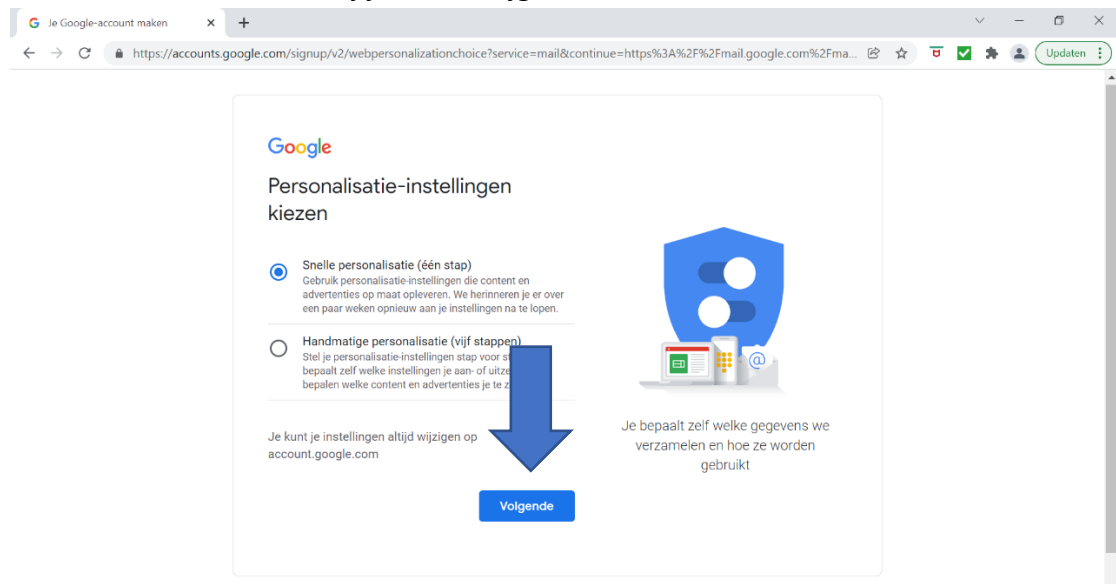 Je Google-account maken
https://accounts.google.com/signup/v2/webpersonalizationchoice?service=mail&continue=https%3A%2F%2Fmail.google.com%2Fma...
Updaten
Google
Personalisatie-instellingen
kiezen
Snelle personalisatie (één stap)
Gebruik personalisatie-instellingen die content en
advertenties op maat opleveren. We herinneren je er over
een paar weken opnieuw aan je instellingen na te lopen.
Handmatige personalisatie (vijf stappen)
Stel je personalisatie-instellingen stap voor
bepaalt zelf welke instellingen je aan- of
bepalen welke content en advertenties je te
Je kunt je instellingen altijd wijzigen op
account.google.com
Volgende
Je bepaalt zelf welke gegevens we
verzamelen en hoe ze worden
gebruikt